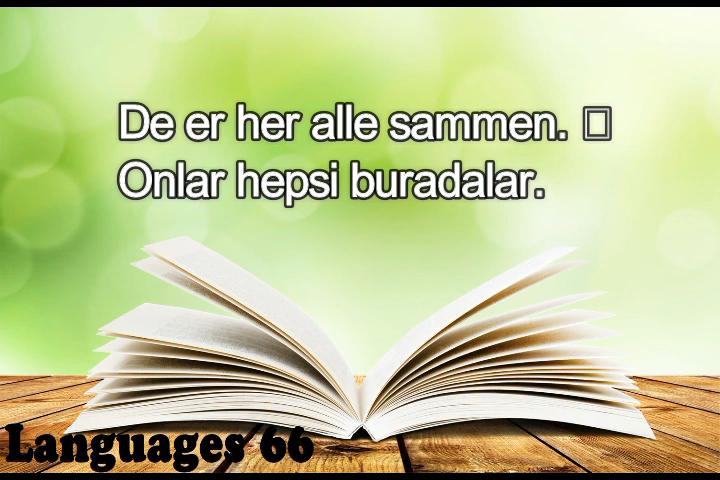 De er her alle sammen. 
Onlar hepsi buradalar.
Languages 66